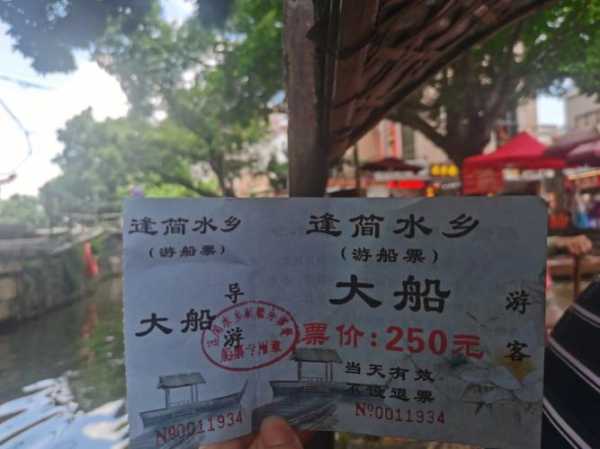 逢简水乡
(游船票)
大船
导游
№0011934
逢简水乡
(游船票)
大船
票价:250元
当天有效
不设退票
№0011934
游客